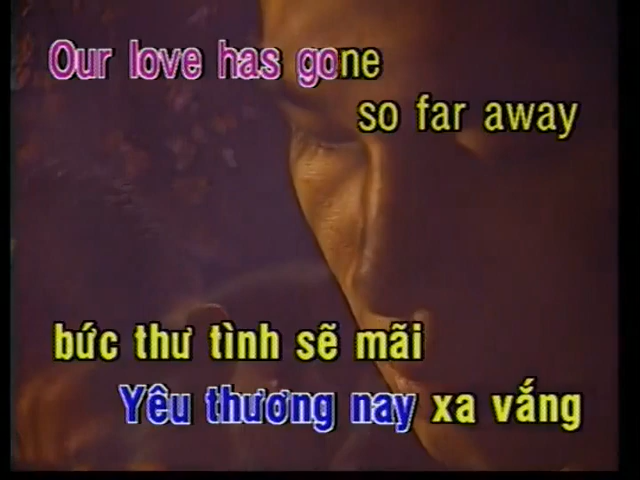 Our love has gone
so far away
bức thư tình sẽ mãi
Yêu thương nay xa vắng